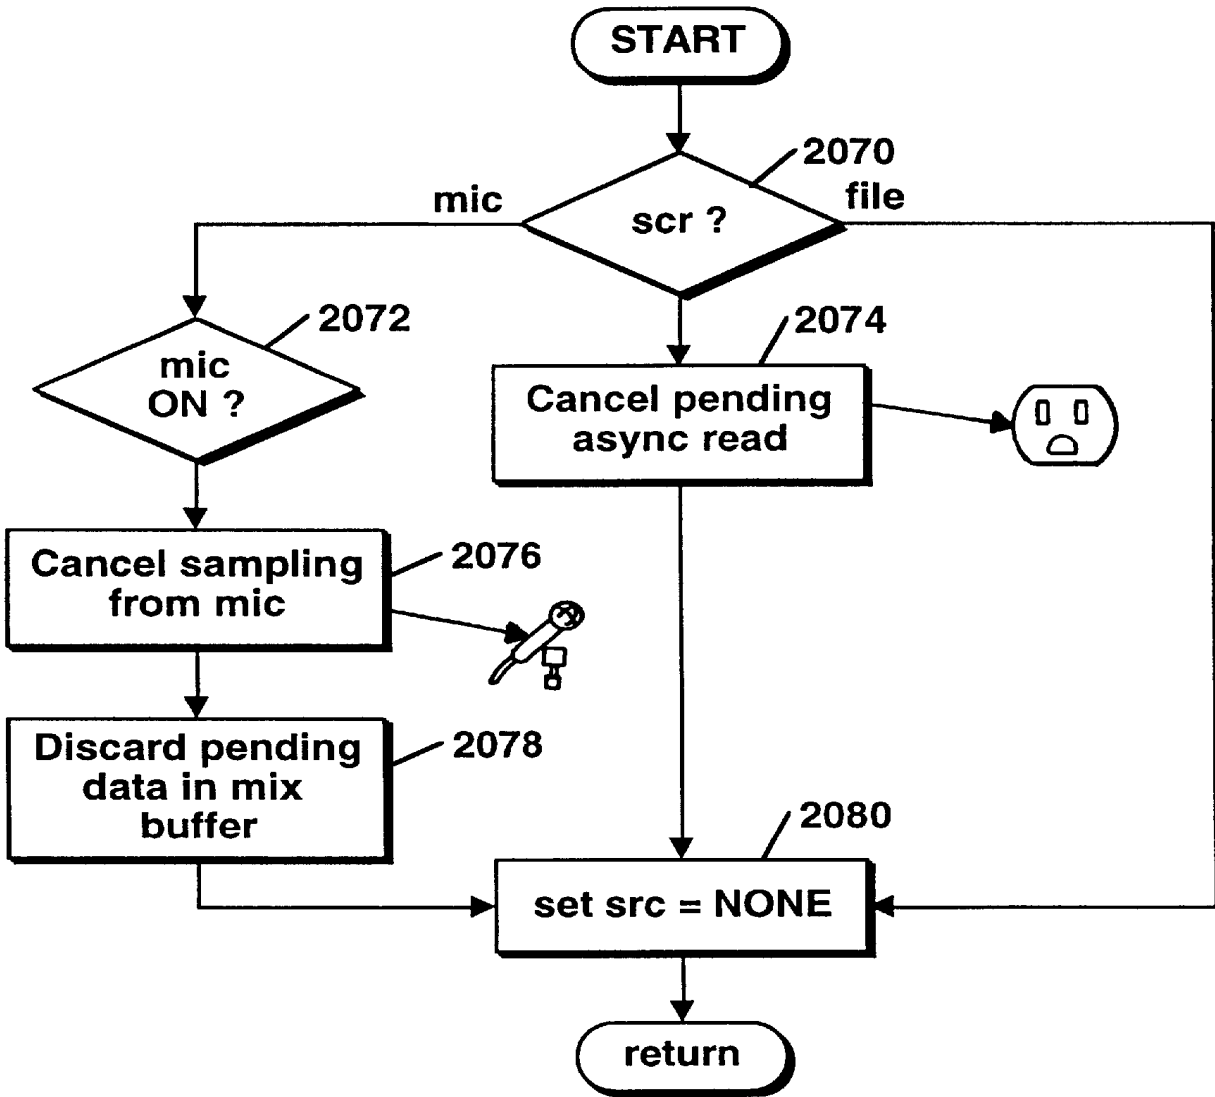 START
2070
mic
file
scr ?
2072
2074
mic
ON ?
Cancel pending
async read
2076
Cancel sampling
from mic
2078
Discard pending
data in mix
buffer
2080
set src = NONE
return